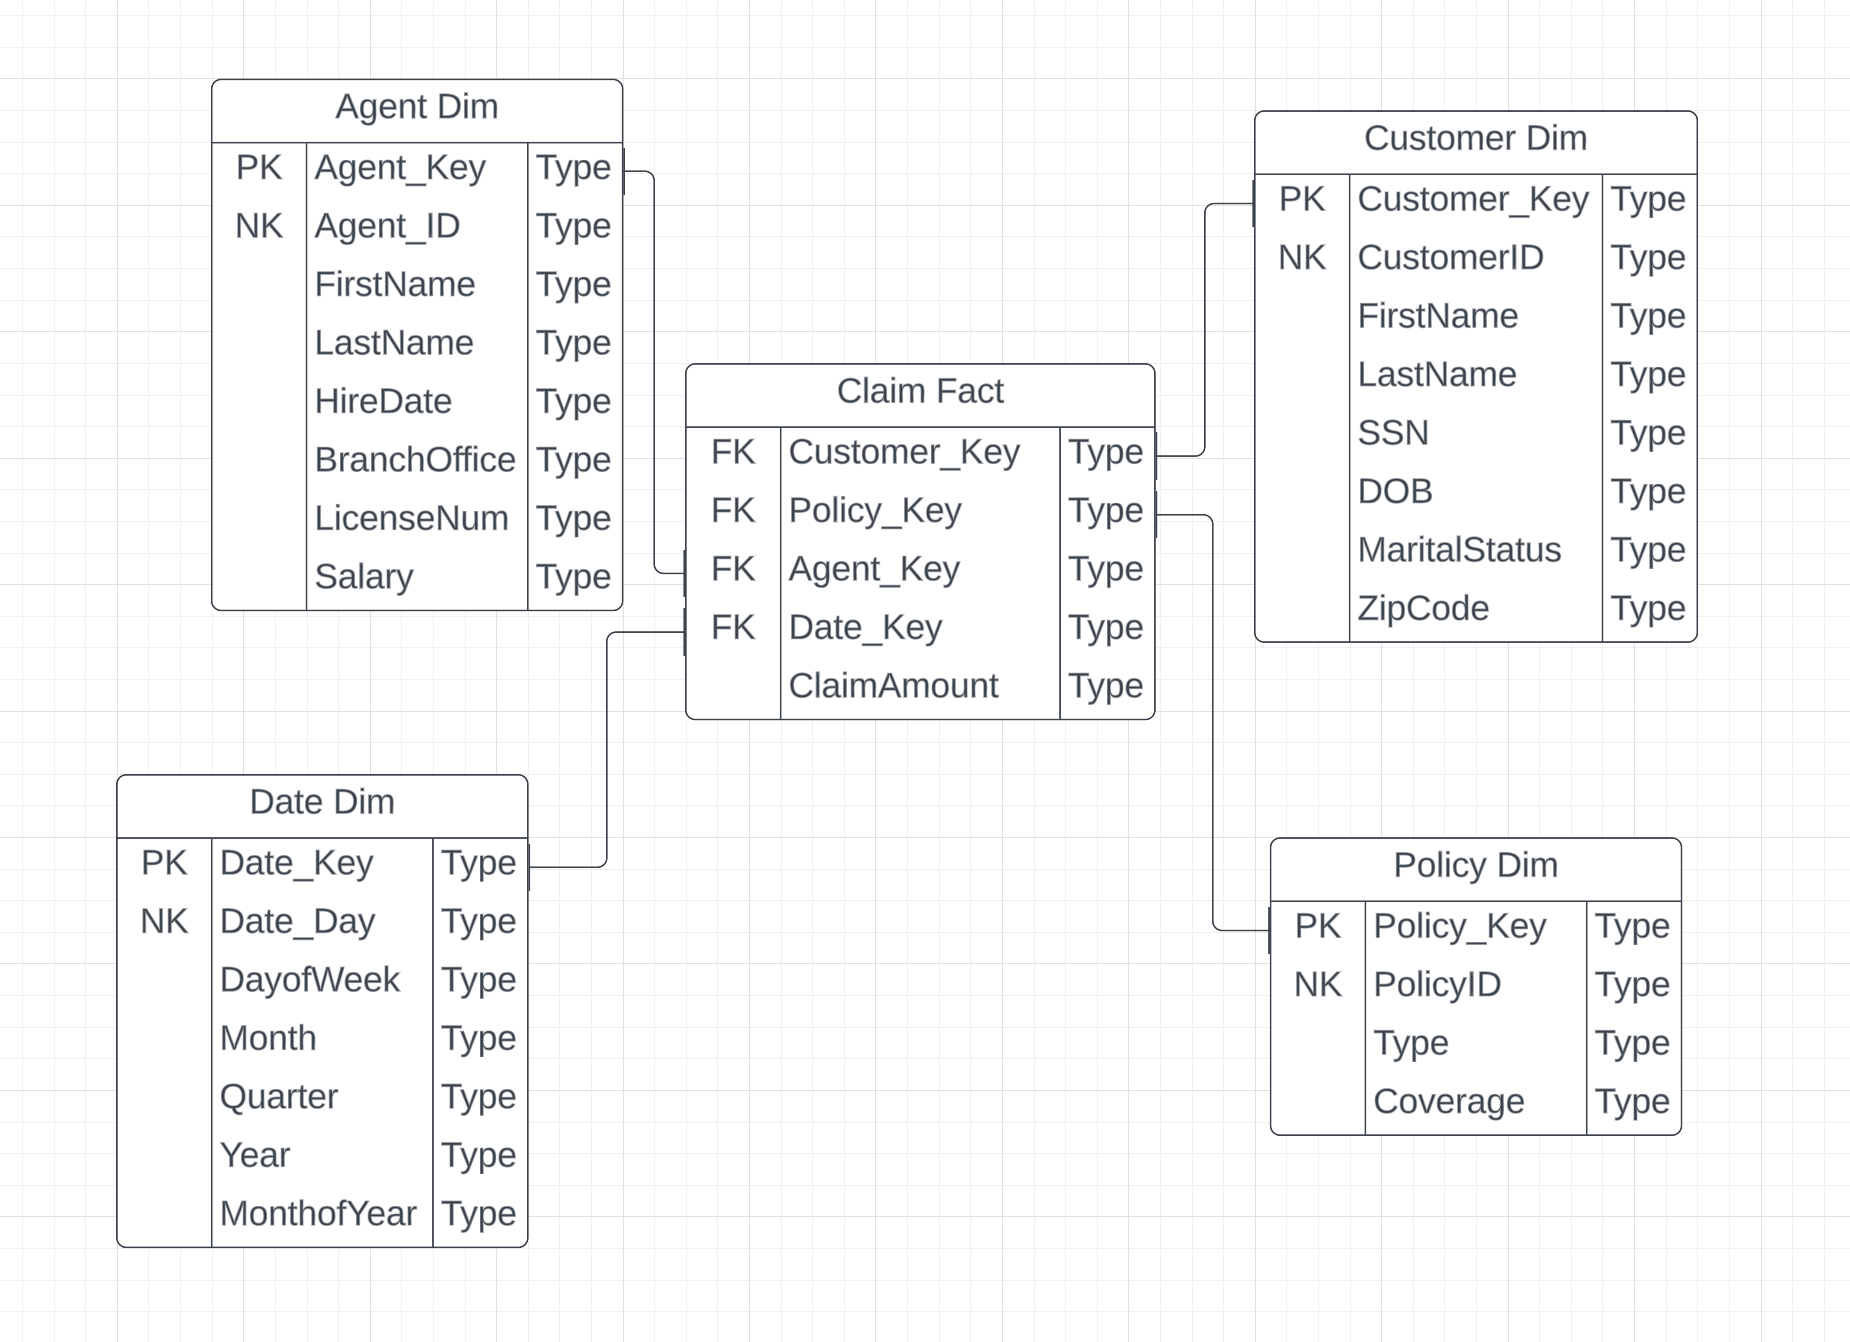 Agent Dim
PK Agent_Key Type
NK Agent_ID Type
FirstName Type
LastName Type
HireDate Type
BranchOffice Type
LicenseNum Type
Salary Type
Customer Dim
PK Customer_Key Type
NK CustomerID Type
FirstName Type
LastName Type
SSN Type
DOB Type
MaritalStatus Type
ZipCode Type
Claim Fact
FK Customer_Key Type
FK Policy_Key Type
FK Agent_Key Type
FK Date_Key Type
ClaimAmount Type
Date Dim
PK Date_Key Type
NK Date_Day Type
DayofWeek Type
Month Type
Quarter Type
Year Type
MonthofYear Type
Policy Dim
PK Policy_Key Type
NK PolicyID Type
Type Type
Coverage Type